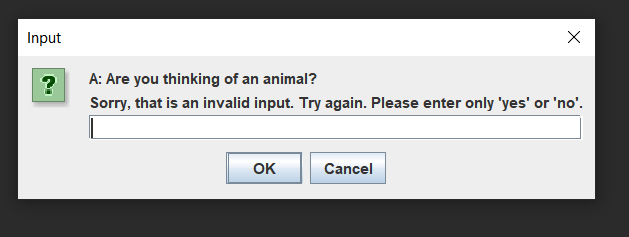 Input
A: Are you thinking of an animal?
Sorry, that is an invalid input. Try again. Please enter only 'yes' or 'no'.
OK Cancel